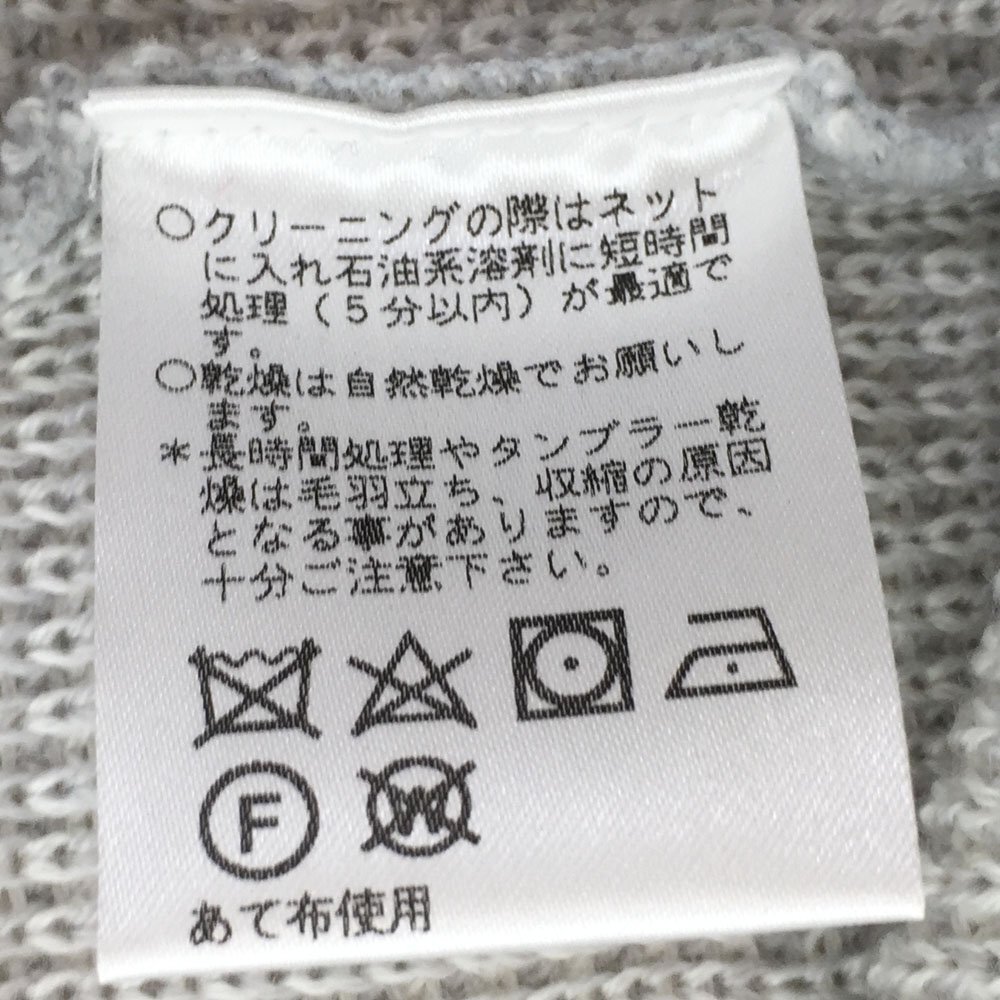 ○クリーニングの際はネット
に入れ石油系溶剤に短時間
処理(5分以内)が最適で
す。
○乾燥は自然乾燥でお願いし
ます。
*長時間処理やタンブラー乾
燥は毛羽立ち、収縮の原因
となる事がありますので、
十分ご注意下さい。
F
W
あて布使用